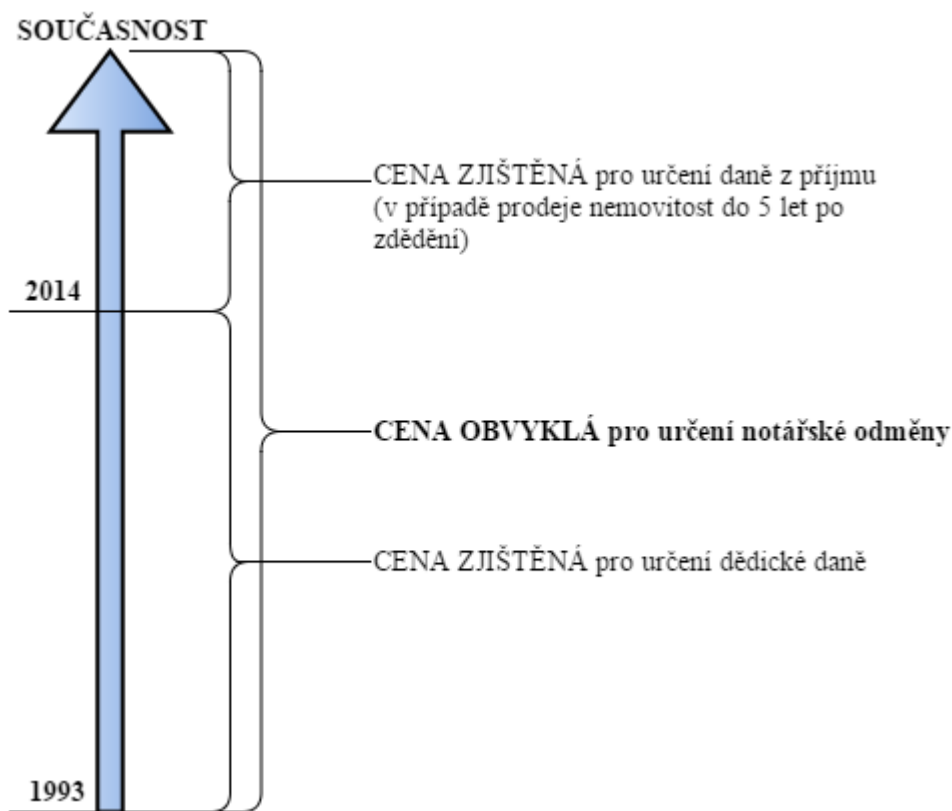 SOUČASNOST
CENA ZJIŠTĚNÁ pro určení daně z příjmu
(v případě prodeje nemovitost do 5 let po
zdědění)
2014
CENA OBVYKLÁ pro určení notářské odměny
CENA ZJIŠTĚNÁ pro určení dědické daně
1993